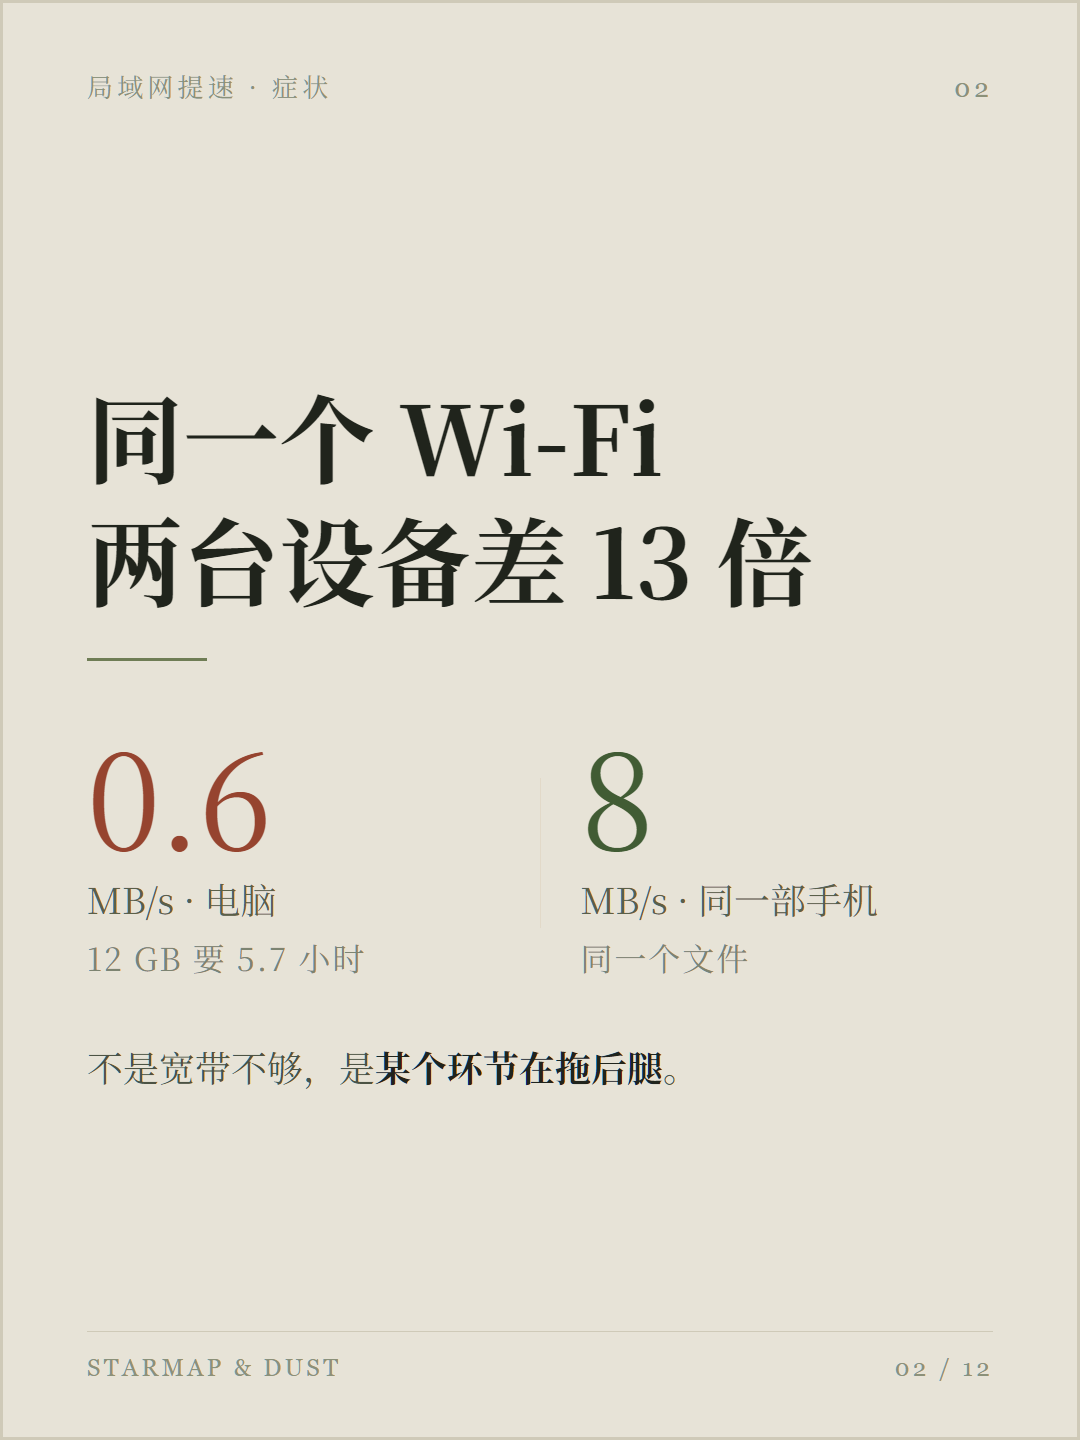 局域网提速 · 症状
02
同一个 Wi-Fi
两台设备差 13 倍
0.6
MB/s · 电脑
12 GB 要 5.7 小时
8
MB/s · 同一部手机
同一个文件
不是宽带不够，是某个环节在拖后腿。
STARMAP & DUST
02 / 12